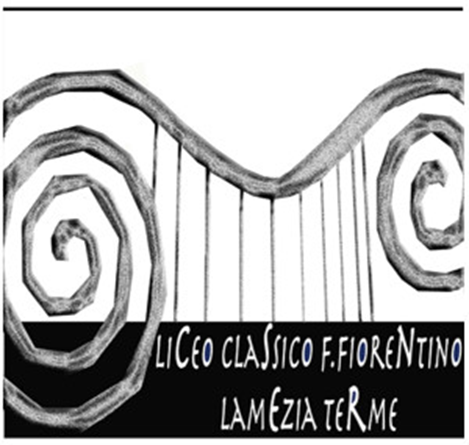 LiCeO CLASSICO F.FIOReNTINO
LAMEZIA TeRME